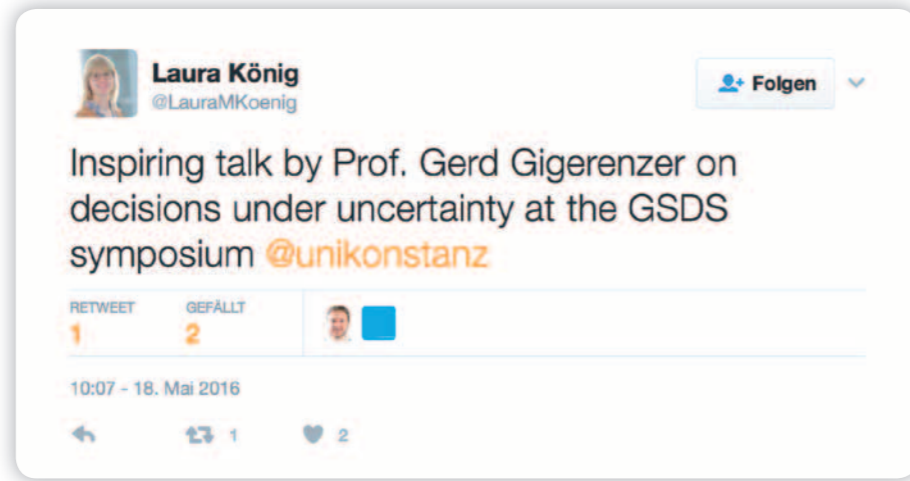 Laura König
@LauraMKoenig
Folgen
Inspiring talk by Prof. Gerd Gigerenzer on
decisions under uncertainty at the GSDS
symposium @unikonstanz
RETWEET GEFÄLLT
1 2
10:07 - 18. Mai 2016
1 2